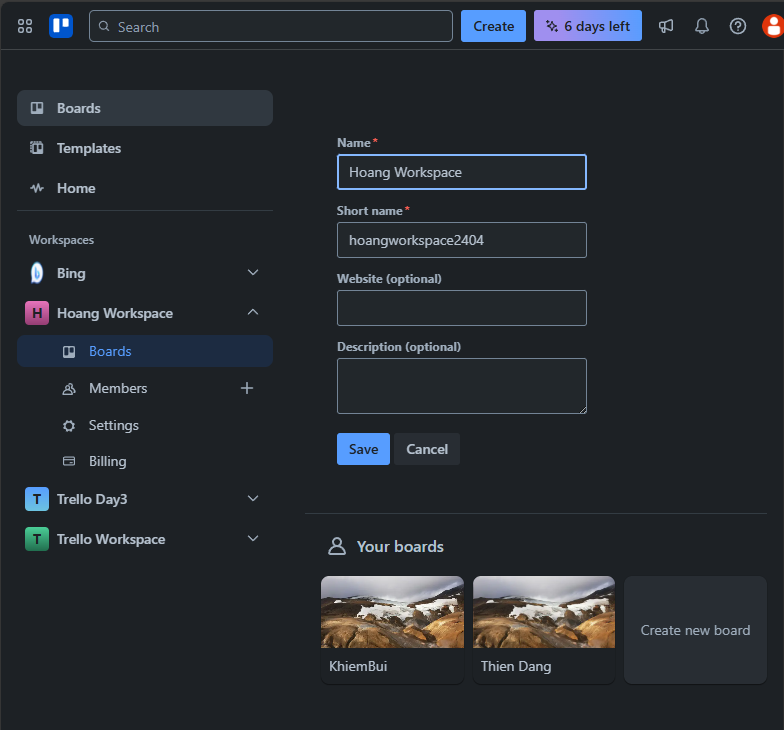 Search
Create
6 days left
Boards
Templates
Home
Workspaces
Bing
H
Hoang Workspace
Boards
Members
Settings
Billing
T
Trello Day3
T
Trello Workspace
Name*
Hoang Workspace
Short name*
hoangworkspace2404
Website (optional)
Description (optional)
Save Cancel
Your boards
KhiemBui
Thien Dang
Create new board